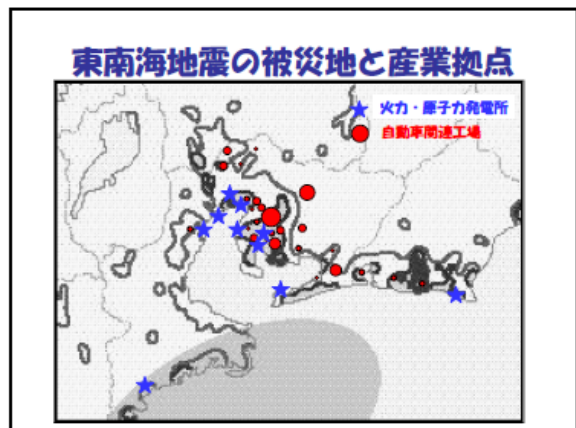 東南海地震の被災地と産業拠点
火力・原子力発電所
自動車関連工場